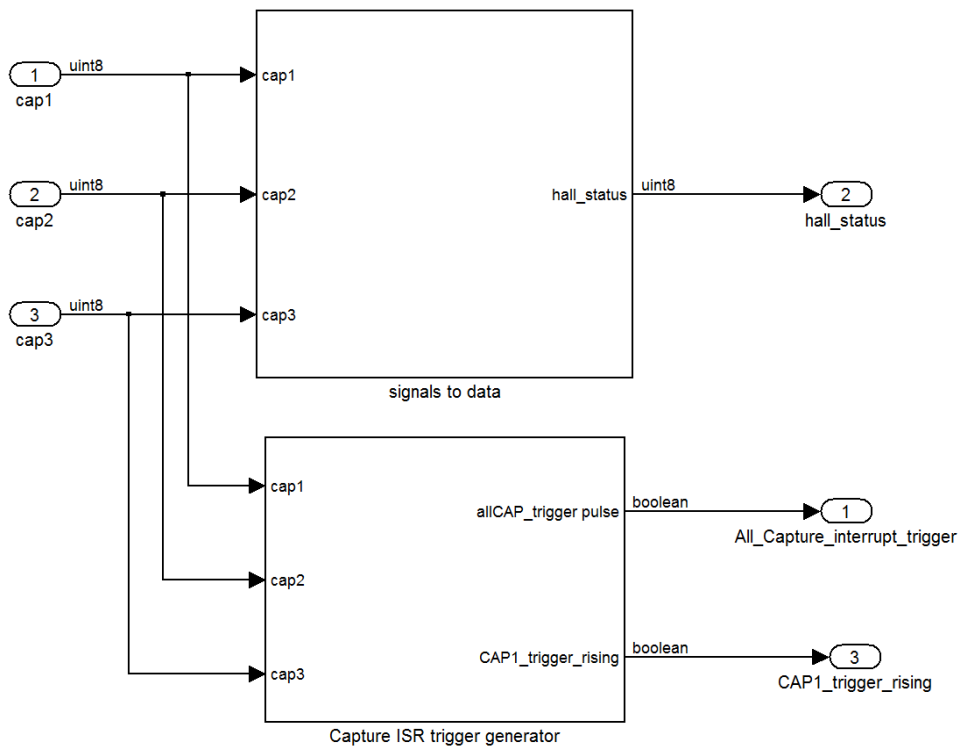 uint8
1
cap1
cap1
uint8
2
cap2
cap2
hall_status
uint8
2
hall_status
uint8
3
cap3
cap3
signals to data
cap1
allCAP_trigger pulse
boolean
1
All_Capture_interrupt_trigger
cap2
cap3
CAP1_trigger_rising
boolean
3
CAP1_trigger_rising
Capture ISR trigger generator